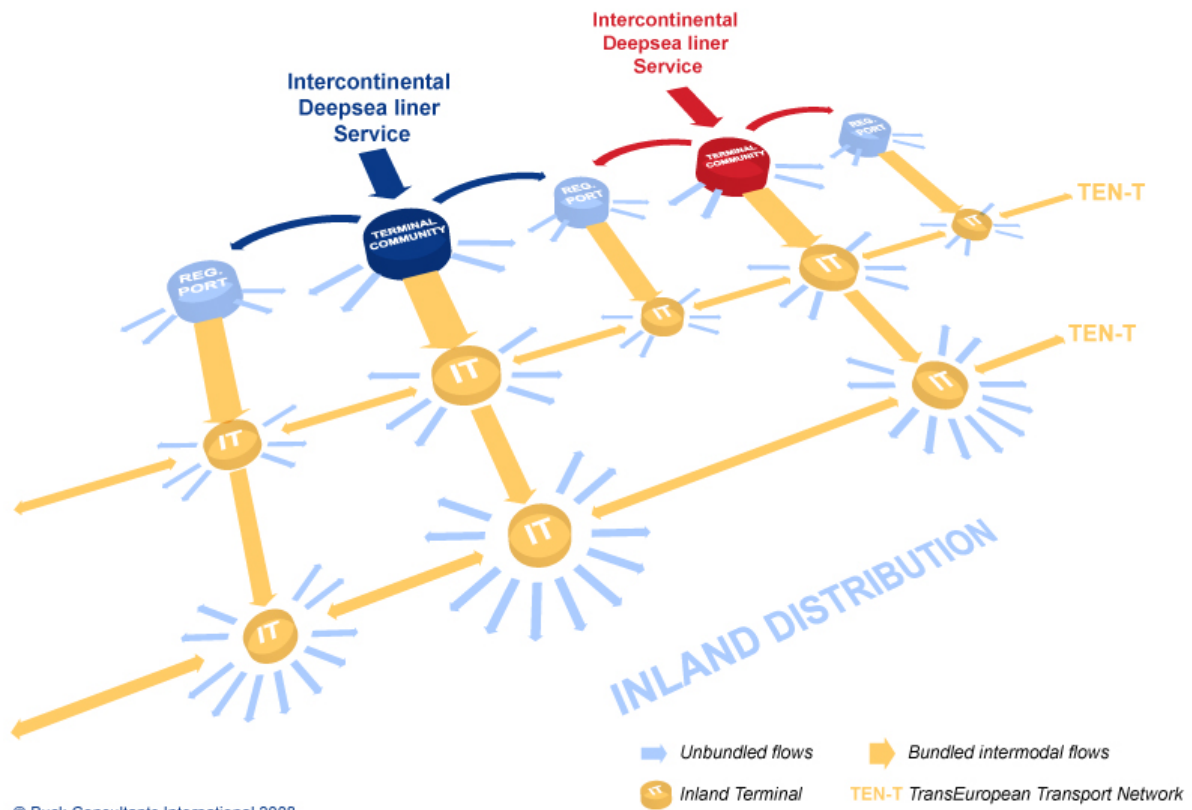 Intercontinental
Deepsea liner
Service
Intercontinental
Deepsea liner
Service
REG.
PORT
TERMINAL
COMMUNITY
REG.
PORT
TERMINAL
COMMUNITY
REG.
PORT
IT
TEN-T
IT
IT
IT
IT
TEN-T
IT
IT
IT
IT
INLAND DISTRIBUTION
Unbundled flows
Bundled intermodal flows
IT
Inland Terminal
TEN-T TransEuropean Transport Network